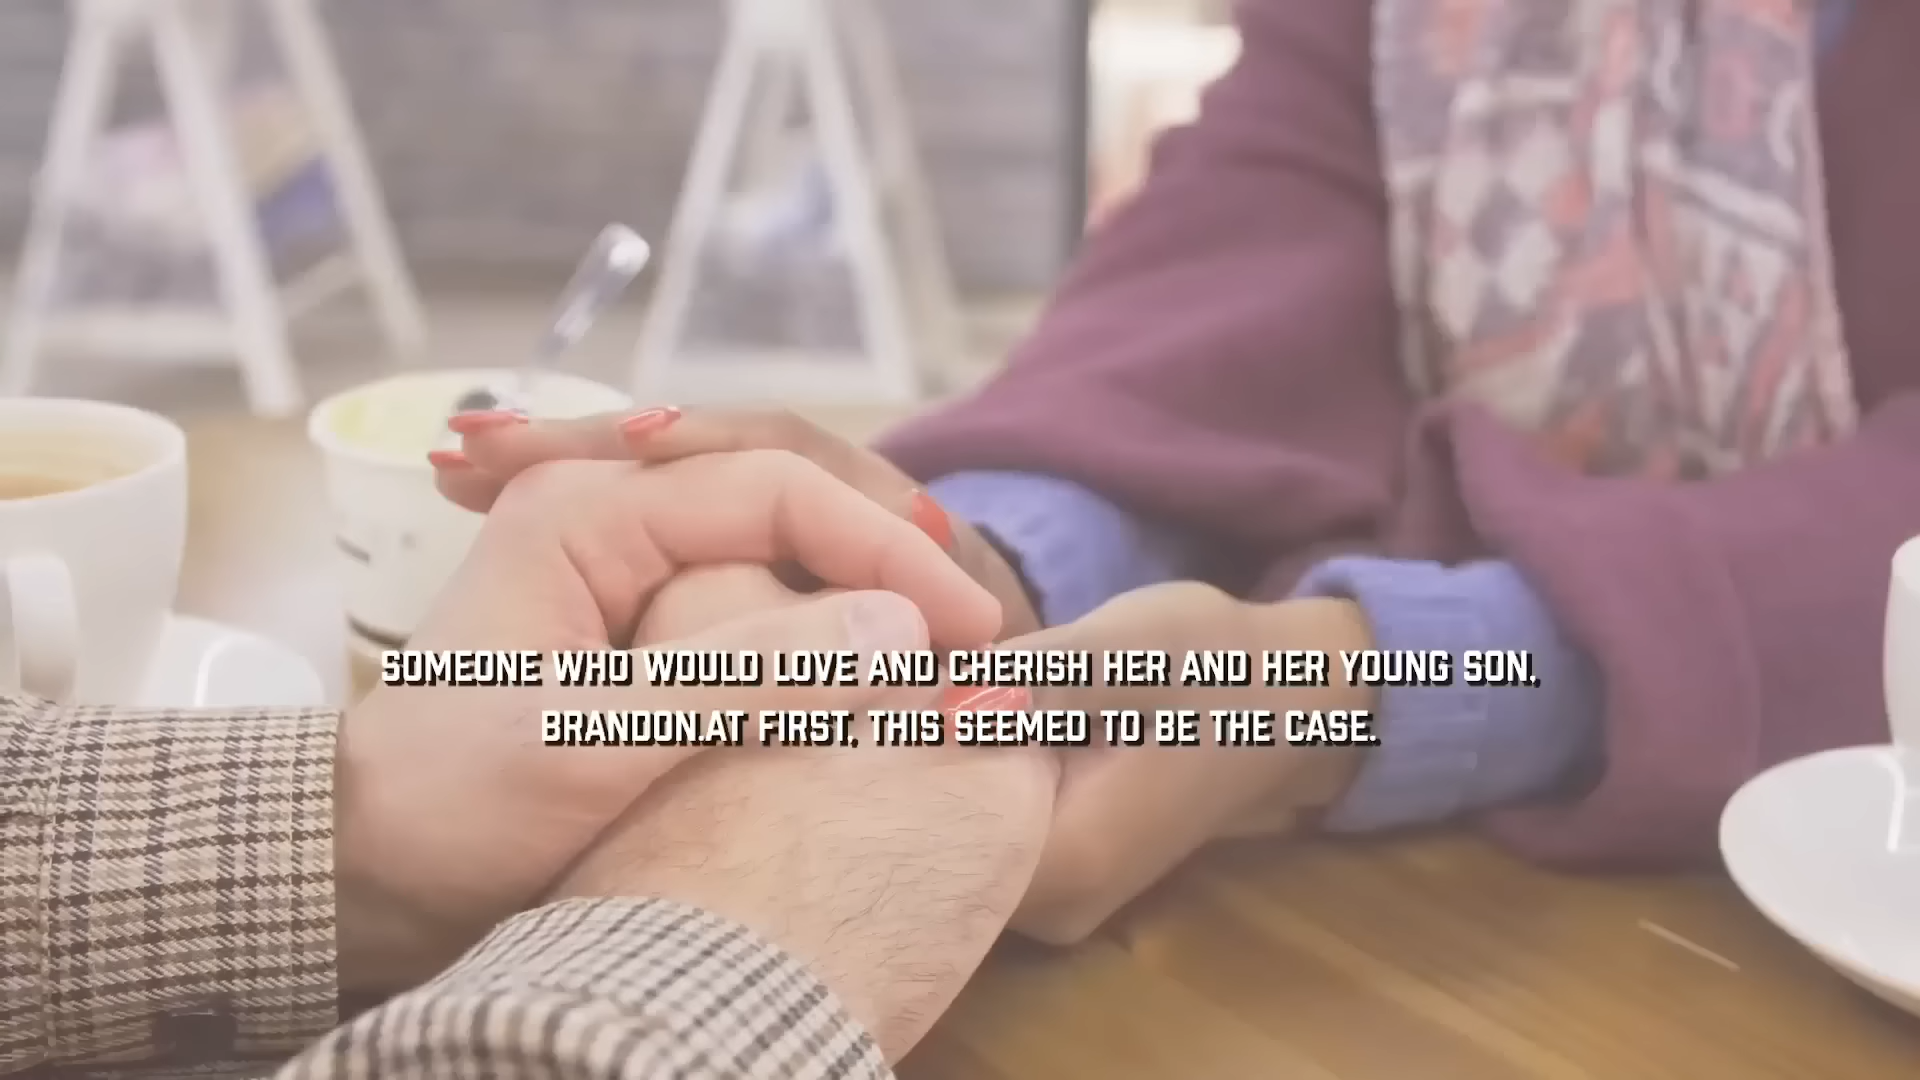 SOMEONE WHO WOULD LOVE AND CHERISH HER AND HER YOUNG SON,
BRANDON.AT FIRST, THIS SEEMED TO BE THE CASE.